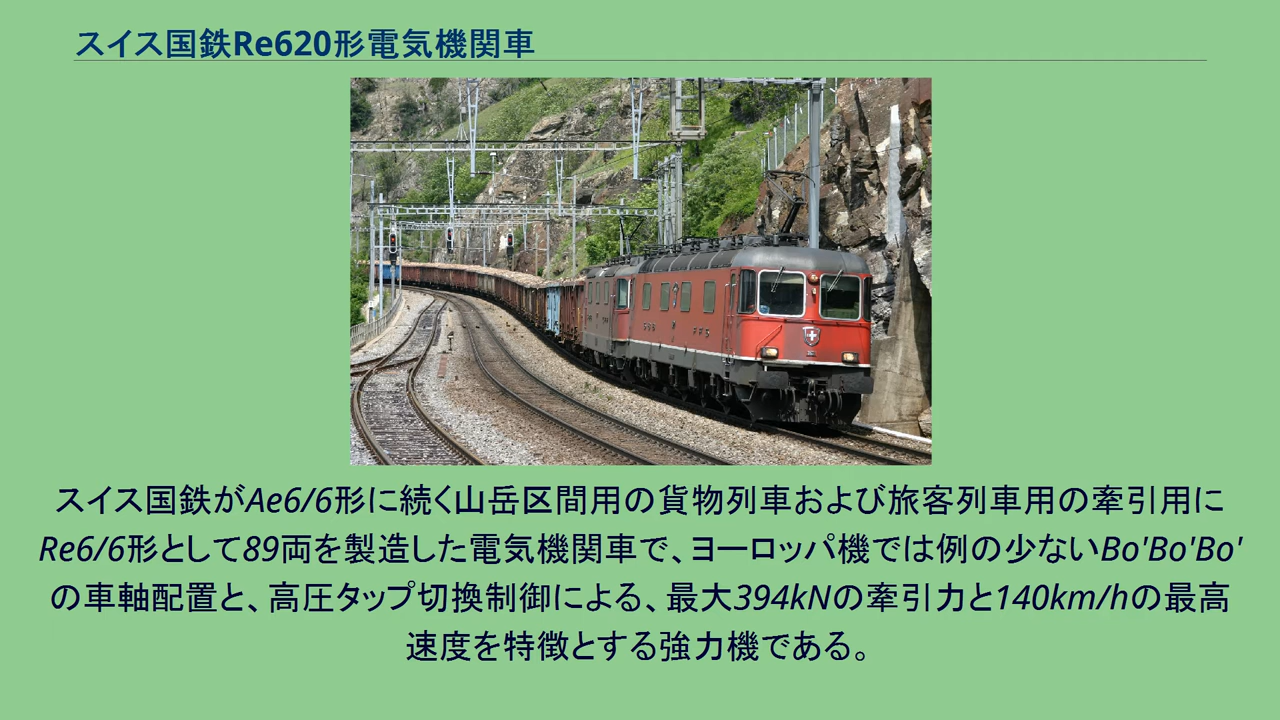 スイス国鉄Re620形電気機関車
スイス国鉄がAe6/6形に続く山岳区間用の貨物列車および旅客列車用の牽引用に
Re6/6形として89両を製造した電気機関車で、ヨーロッパ機では例の少ないBo'Bo'Bo'
の車軸配置と、高圧タップ切換制御による、最大394kNの牽引力と140km/hの最高
速度を特徴とする強力機である。